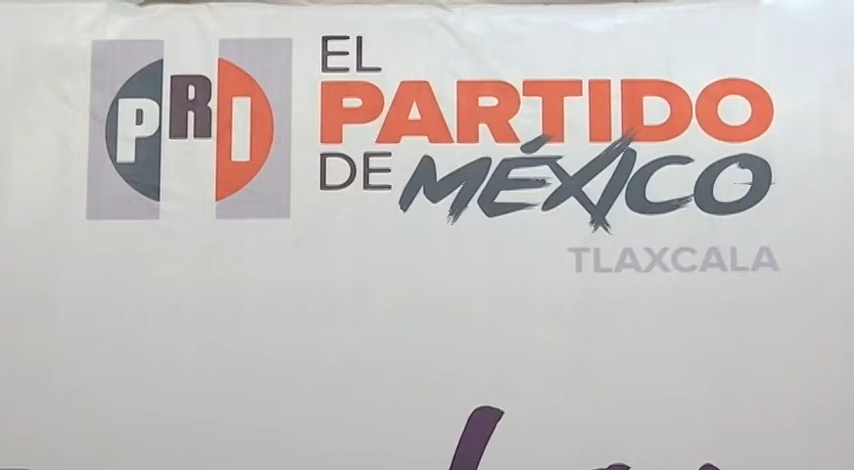 PRI
EL
PARTIDO
DE MÉXICO
TLAXCALA